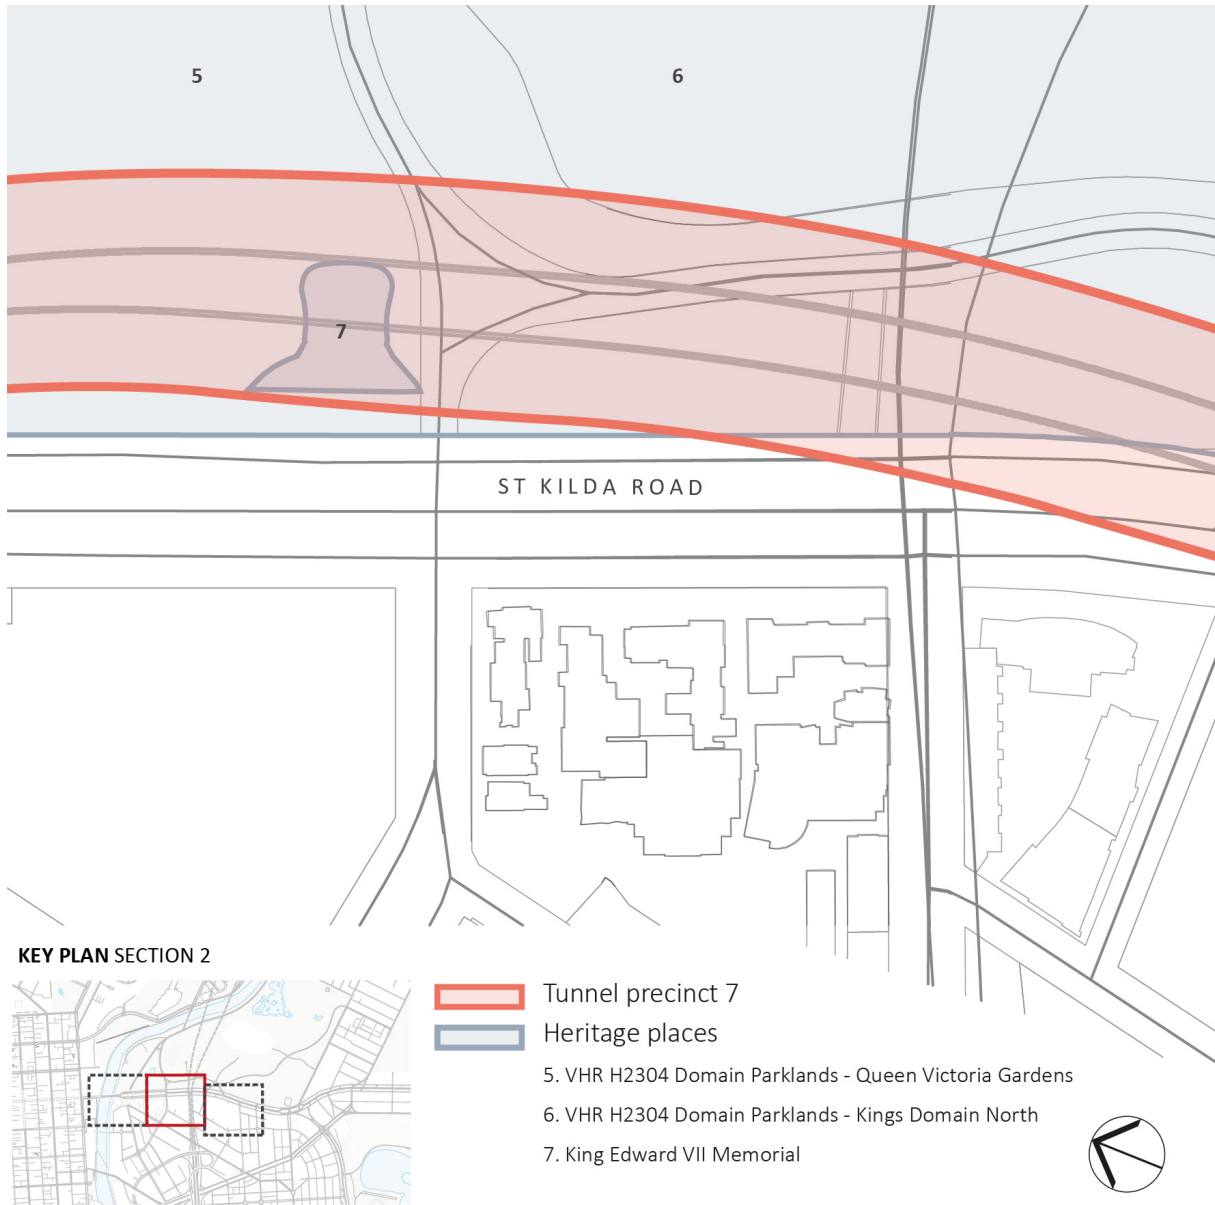 5
6
7
ST KILDA ROAD
KEY PLAN SECTION 2
Tunnel precinct 7
Heritage places
5. VHR H2304 Domain Parklands - Queen Victoria Gardens
6. VHR H2304 Domain Parklands - Kings Domain North
7. King Edward VII Memorial